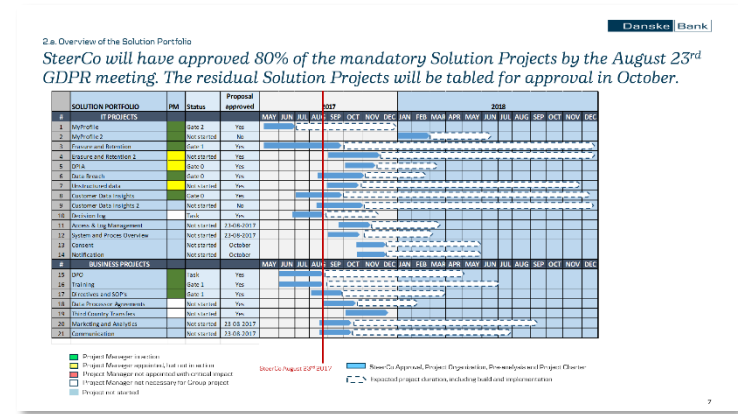 Danske Bank
2.a. Overview of the Solution Portfolio
SteerCo will have approved 80% of the mandatory Solution Projects by the August 23rd
GDPR meeting. The residual Solution Projects will be tabled for approval in October.
SOLUTION PORTFOLIO PM Status Proposal approved 2017 2018
# IT PROJECTS MAY JUN JUL AUG SEP OCT NOV DEC JAN FEB MAR APR MAY JUN JUL AUG SEP OCT NOV DEC
1 MyProfile Gate 2 Yes
2 MyProfile 2 Not started No
3 Erasure and Retention Gate 1 Yes
4 Erasure and Retention 2 Not started Yes
5 DPIA Gate 0 Yes
6 Data Breach Gate 0 Yes
7 Unstructured data Not started Yes
8 Customer Data Insights Gate 0 Yes
9 Customer Data Insights 2 Not started No
10 Decision log Task Yes
11 Access & Log Management Not started 23-08-2017
12 System and Proces Overview Not started 23-08-2017
13 Consent Not started October
14 Notification Not started October
# BUSINESS PROJECTS MAY JUN JUL AUG SEP OCT NOV DEC JAN FEB MAR APR MAY JUN JUL AUG SEP OCT NOV DEC
15 DPO Task Yes
16 Training Gate 1 Yes
17 Directives and SOP's Gate 1 Yes
18 Data Processor Agreements Not started Yes
19 Third Country Transfers Not started Yes
20 Marketing and Analytics Not started 23-08-2017
21 Communication Not started 23-08-2017
Project Manager in action
Project Manager appointed, but not in action
Project Manager not appointed with critical impact
Project Manager not necessary for Group project
Project not started
SteerCo August 23rd 2017
SteerCo Approval, Project Organization, Pre-analysis and Project Charter
Expected project duration, including build and implementation
7